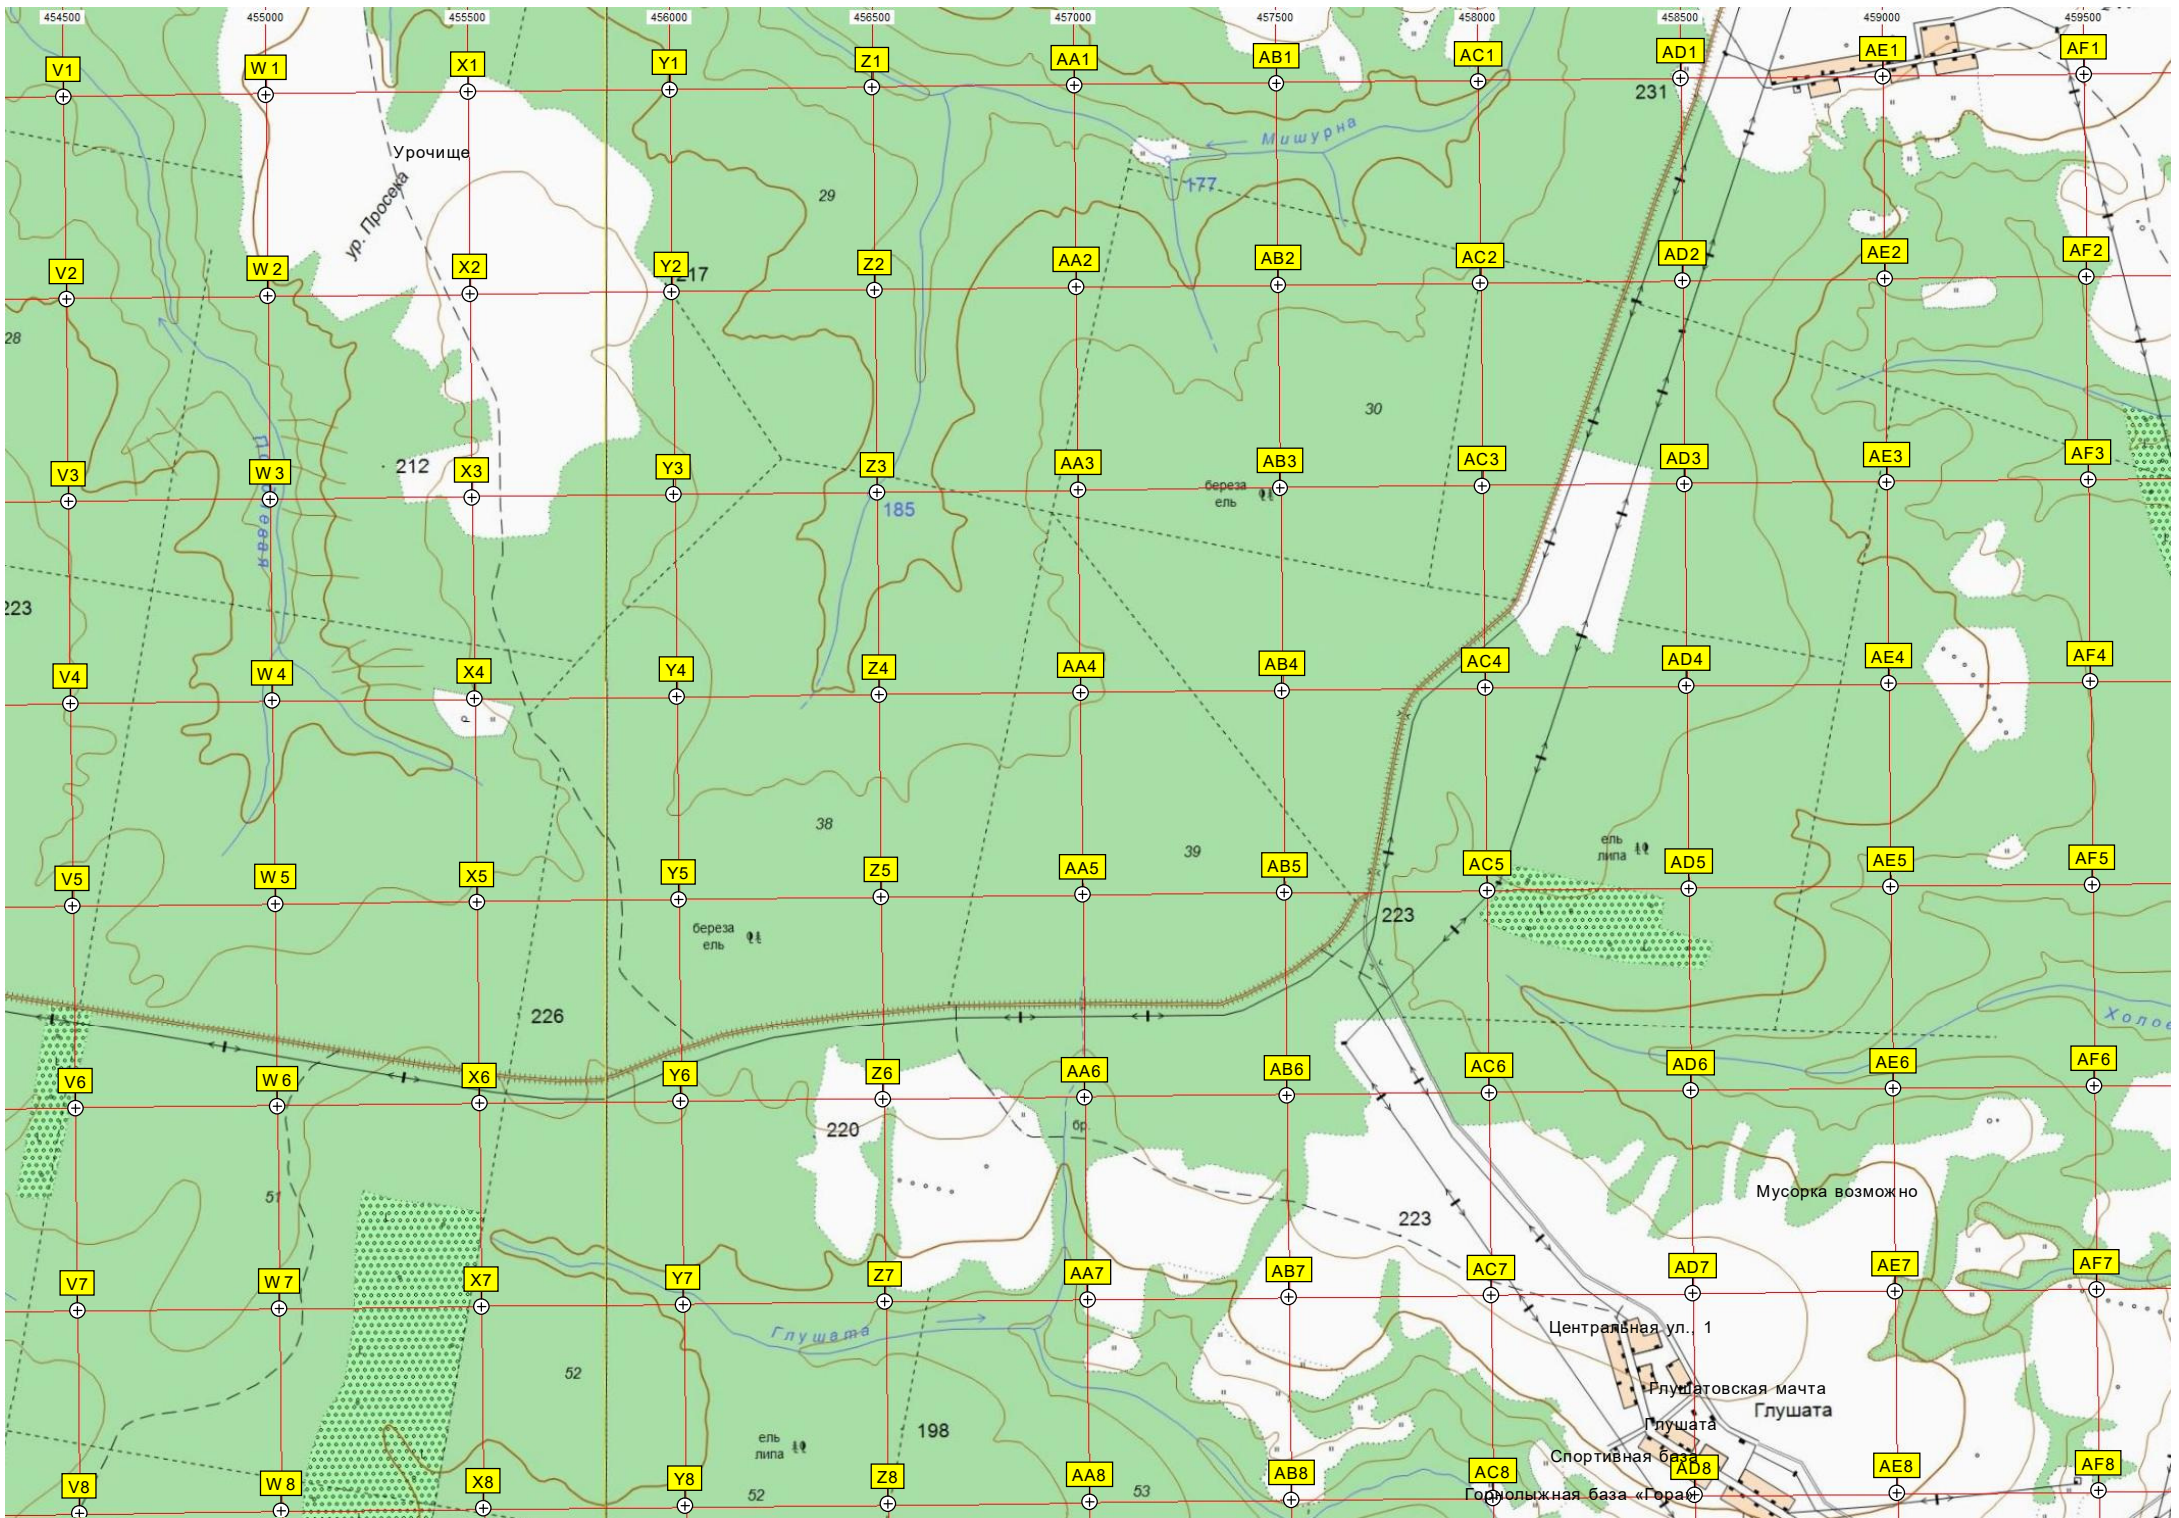 454500 455000 455500 456000 456500 457000 457500 458000 458500 459000 459500
V1 W1 X1 Y1 Z1 AA1 AB1 AC1 AD1 AE1 AF1
231
Мишурна
Урочище
ур. Просека
177
29
V2 W2 X2 Y2 Z2 AA2 AB2 AC2 AD2 AE2 AF2
217
28
30
212
V3 W3 X3 Y3 Z3 AA3 AB3 AC3 AD3 AE3 AF3
береза
ель
185
223
V4 W4 X4 Y4 Z4 AA4 AB4 AC4 AD4 AE4 AF4
38
39
ель
липа
V5 W5 X5 Y5 Z5 AA5 AB5 AC5 AD5 AE5 AF5
223
береза
ель
226
V6 W6 X6 Y6 Z6 AA6 AB6 AC6 AD6 AE6 AF6
220
бр.
51
Мусорка возможно
223
V7 W7 X7 Y7 Z7 AA7 AB7 AC7 AD7 AE7 AF7
Глушата
Центральная ул., 1
52
Глушатовская мачта
Глушата
Глушата
198
ель
липа
Спортивная база
V8 W8 X8 Y8 Z8 AA8 AB8 AC8 AD8 AE8 AF8
52
53
Горнолыжная база «Гора»